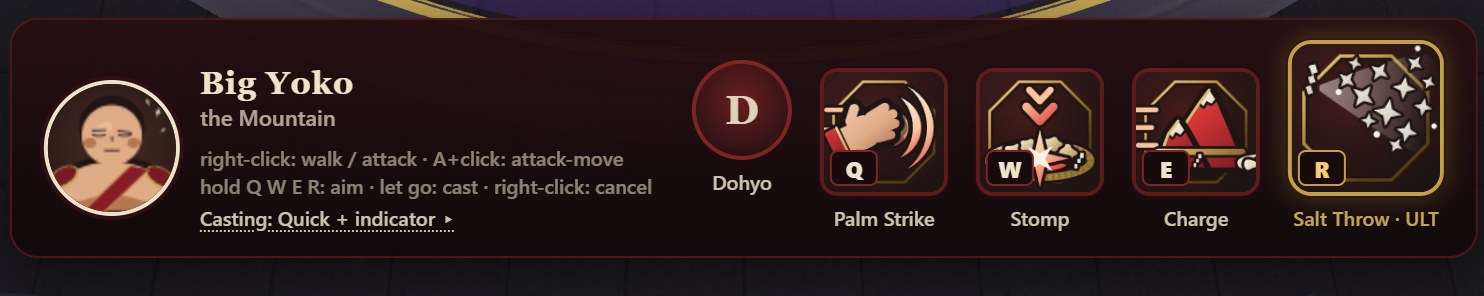 Big Yoko
the Mountain
right-click: walk / attack · A+click: attack-move
hold Q W E R: aim · let go: cast · right-click: cancel
Casting: Quick + indicator ▸
D
Dohyo
Q
Palm Strike
W
Stomp
E
Charge
R
Salt Throw · ULT